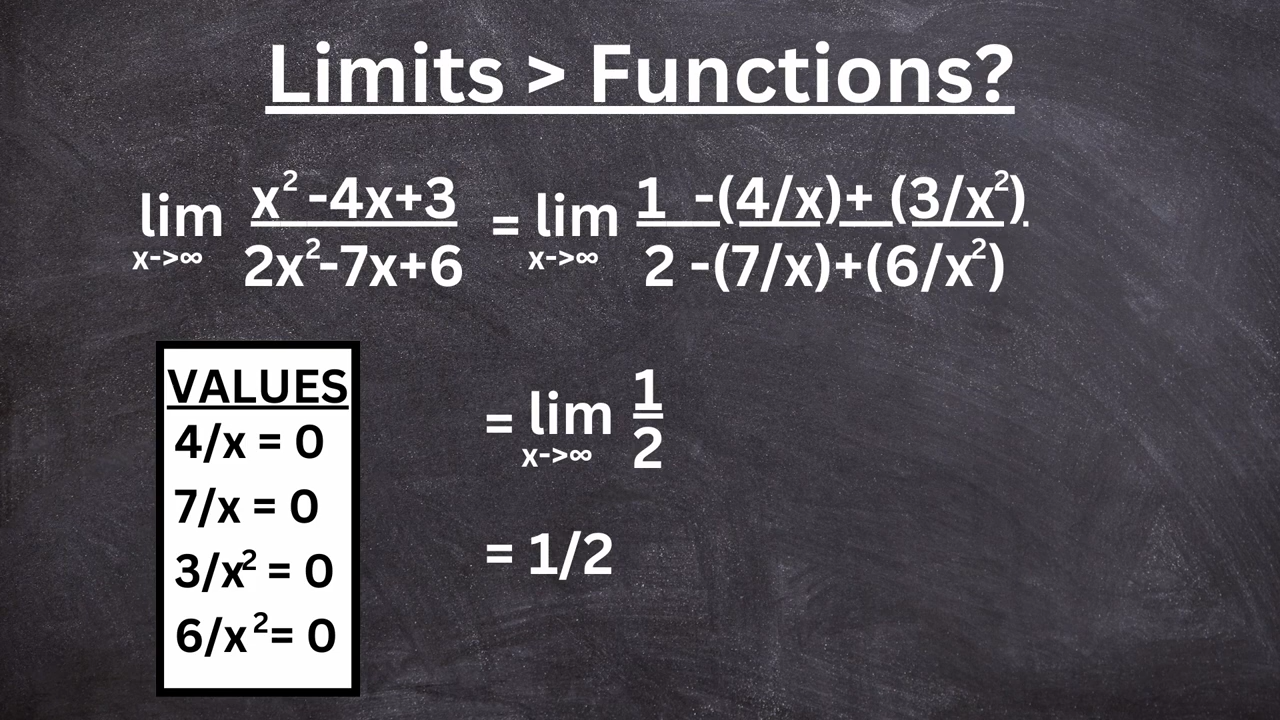 Limits > Functions?
lim x->∞ x²-4x+3 / 2x²-7x+6 = lim x->∞ 1 -(4/x)+ (3/x²) / 2 -(7/x)+(6/x²)
VALUES
4/x = 0
7/x = 0
3/x² = 0
6/x² = 0
= lim x->∞ 1/2
= 1/2